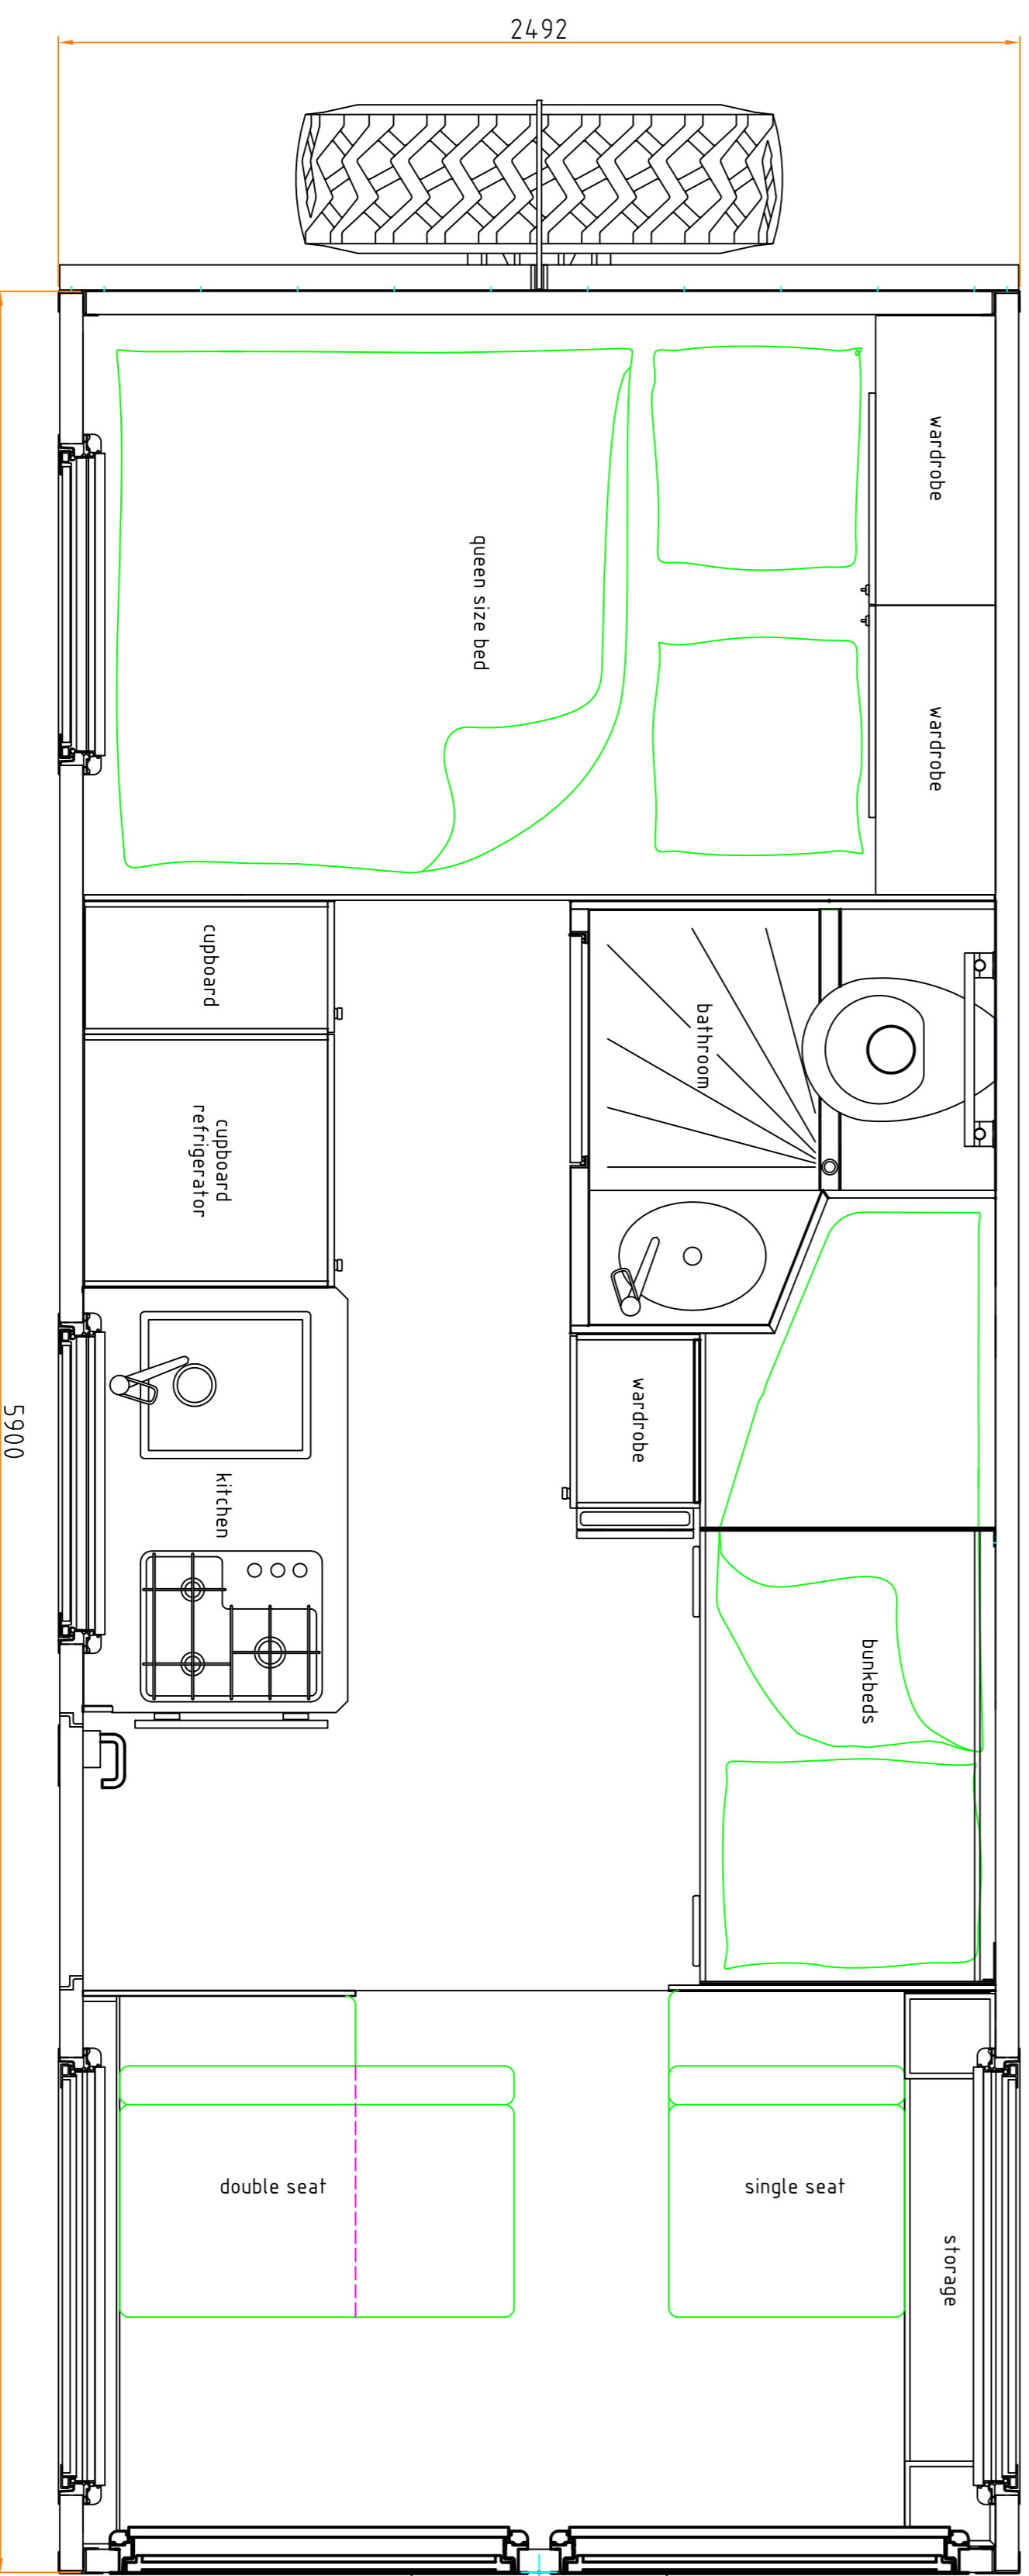 2492
wardrobe
wardrobe
queen size bed
cupboard
bathroom
cupboard
refrigerator
wardrobe
kitchen
bunkbeds
5900
double seat
single seat
storage